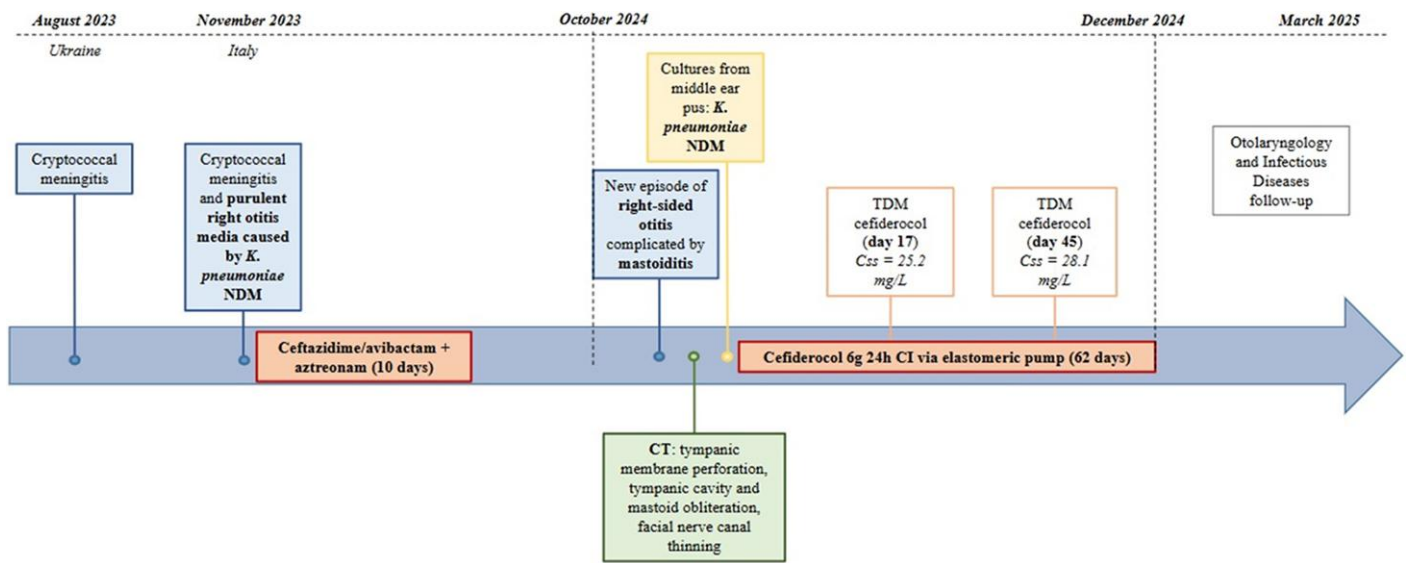 August 2023
November 2023
October 2024
December 2024
March 2025
Ukraine
Italy
Cultures from
middle ear
pus: K.
pneumoniae
NDM
Cryptococcal
meningitis
Cryptococcal
meningitis
and purulent
right otitis
media caused
by K.
pneumoniae
NDM
New episode of
right-sided
otitis
complicated by
mastoiditis
TDM
cefiderocol
(day 17)
Css = 25.2
mg/L
TDM
cefiderocol
(day 45)
Css = 28.1
mg/L
Otolaryngology
and Infectious
Diseases
follow-up
Ceftazidime/avibactam +
aztreonam (10 days)
Cefiderocol 6g 24h CI via elastomeric pump (62 days)
CT: tympanic
membrane perforation,
tympanic cavity and
mastoid obliteration,
facial nerve canal
thinning